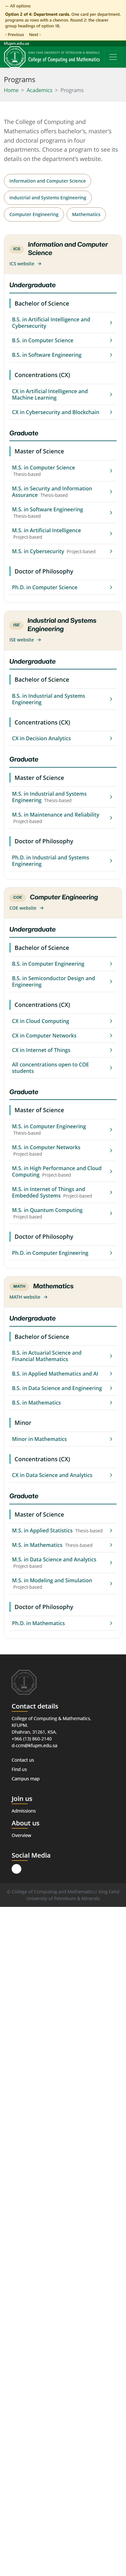 ← All options
Option 2 of 4: Department cards. One card per department, programs as rows with a chevron. Round 2: the clearer group headings of option 1B.
‹ Previous Next ›
kfupm.edu.sa
College of Computing and Mathematics
Programs
Home > Academics > Programs
The College of Computing and
Mathematics offers bachelor's, master's
and doctoral programs in four
departments. Choose a program to see its
details on the department's website.
Information and Computer Science
Industrial and Systems Engineering
Computer Engineering
Mathematics
ICS
Information and Computer
Science
ICS website →
Undergraduate
Bachelor of Science
B.S. in Artificial Intelligence and
Cybersecurity
B.S. in Computer Science
B.S. in Software Engineering
Concentrations (CX)
CX in Artificial Intelligence and
Machine Learning
CX in Cybersecurity and Blockchain
Graduate
Master of Science
M.S. in Computer Science
Thesis-based
M.S. in Security and Information
Assurance Thesis-based
M.S. in Software Engineering
Thesis-based
M.S. in Artificial Intelligence
Project-based
M.S. in Cybersecurity Project-based
Doctor of Philosophy
Ph.D. in Computer Science
ISE
Industrial and Systems
Engineering
ISE website →
Undergraduate
Bachelor of Science
B.S. in Industrial and Systems
Engineering
Concentrations (CX)
CX in Decision Analytics
Graduate
Master of Science
M.S. in Industrial and Systems
Engineering Thesis-based
M.S. in Maintenance and Reliability
Project-based
Doctor of Philosophy
Ph.D. in Industrial and Systems
Engineering
COE Computer Engineering
COE website →
Undergraduate
Bachelor of Science
B.S. in Computer Engineering
B.S. in Semiconductor Design and
Engineering
Concentrations (CX)
CX in Cloud Computing
CX in Computer Networks
CX in Internet of Things
All concentrations open to COE
students
Graduate
Master of Science
M.S. in Computer Engineering
Thesis-based
M.S. in Computer Networks
Project-based
M.S. in High Performance and Cloud
Computing Project-based
M.S. in Internet of Things and
Embedded Systems Project-based
M.S. in Quantum Computing
Project-based
Doctor of Philosophy
Ph.D. in Computer Engineering
MATH Mathematics
MATH website →
Undergraduate
Bachelor of Science
B.S. in Actuarial Science and
Financial Mathematics
B.S. in Applied Mathematics and AI
B.S. in Data Science and Engineering
B.S. in Mathematics
Minor
Minor in Mathematics
Concentrations (CX)
CX in Data Science and Analytics
Graduate
Master of Science
M.S. in Applied Statistics Thesis-based
M.S. in Mathematics Thesis-based
M.S. in Data Science and Analytics
Project-based
M.S. in Modeling and Simulation
Project-based
Doctor of Philosophy
Ph.D. in Mathematics
Contact details
College of Computing & Mathematics,
KFUPM,
Dhahran, 31261, KSA.
+966 (13) 860-2140
d-ccm@kfupm.edu.sa
Contact us
Find us
Campus map
Join us
Admissions
About us
Overview
Social Media
© College of Computing and Mathematics| King Fahd
University of Petroleum & Minerals